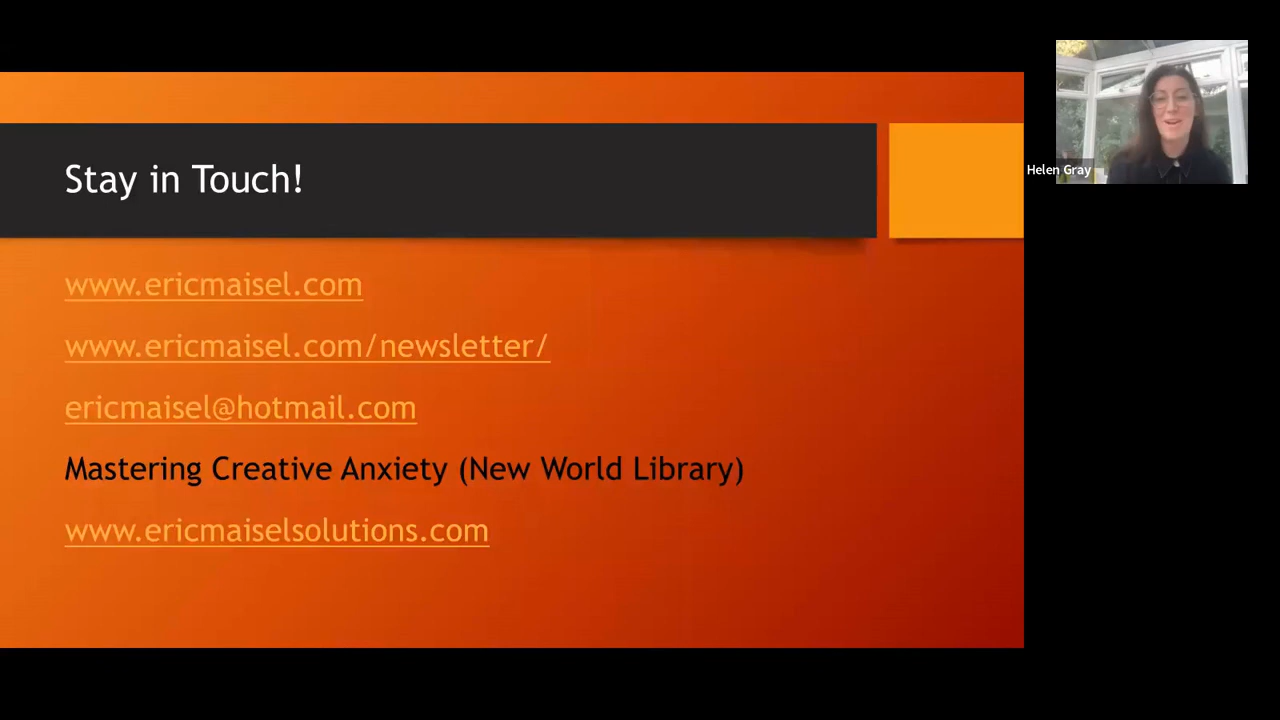 Stay in Touch!
www.ericmaisel.com
www.ericmaisel.com/newsletter/
ericmaisel@hotmail.com
Mastering Creative Anxiety (New World Library)
www.ericmaiselsolutions.com
Helen Gray